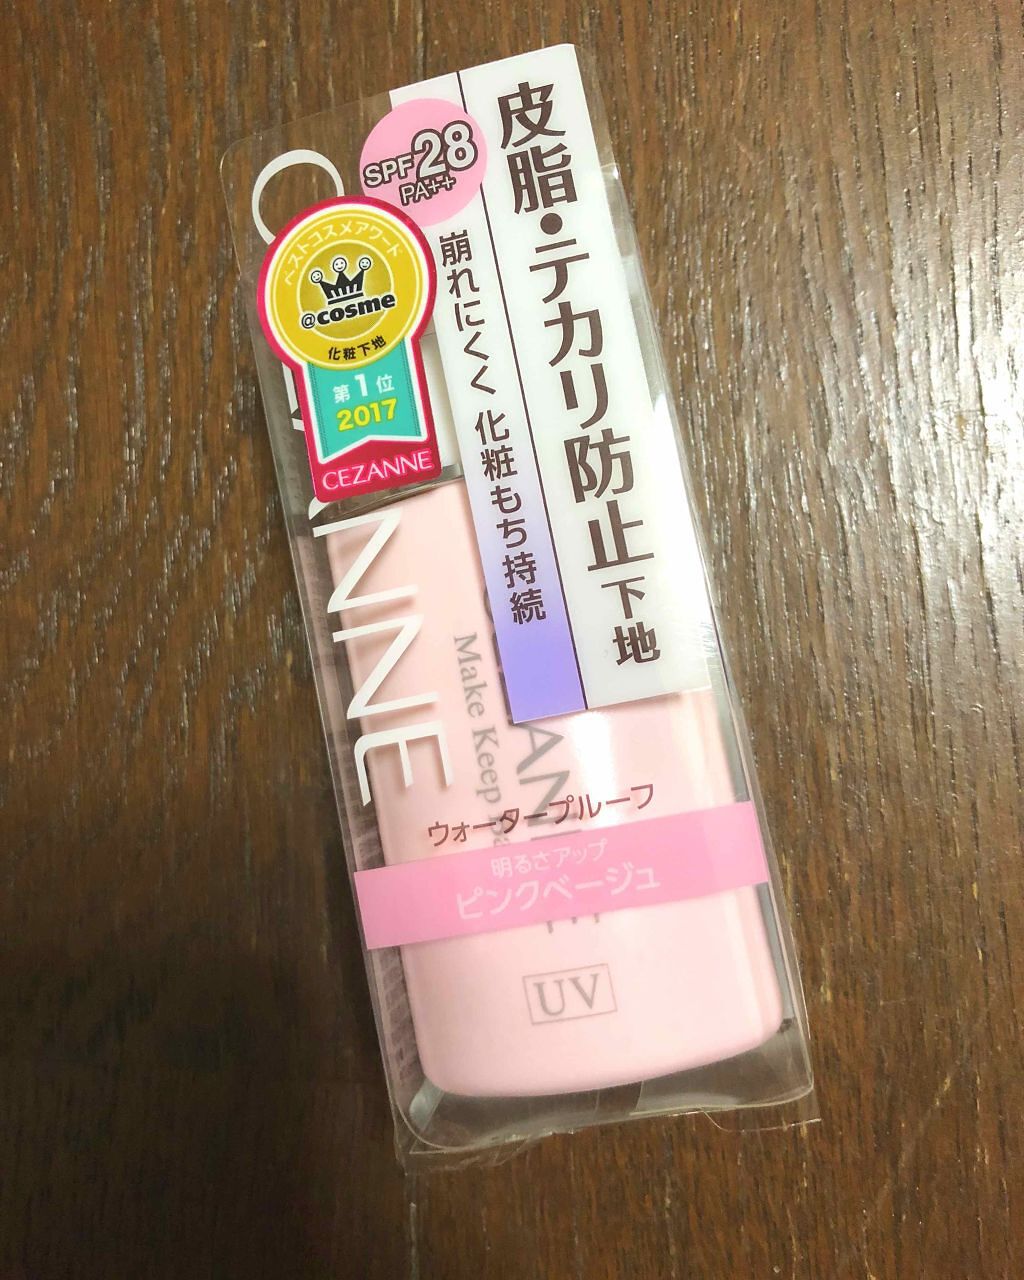 皮脂・テカリ防止下地
崩れにくく 化粧もち持続
SPF28
PA++
ベストコスメアワード
@cosme
化粧下地
第1位
2017
CEZANNE
CEZANNE
Make Keep
ウォータープルーフ
明るさアップ
ピンクベージュ
UV